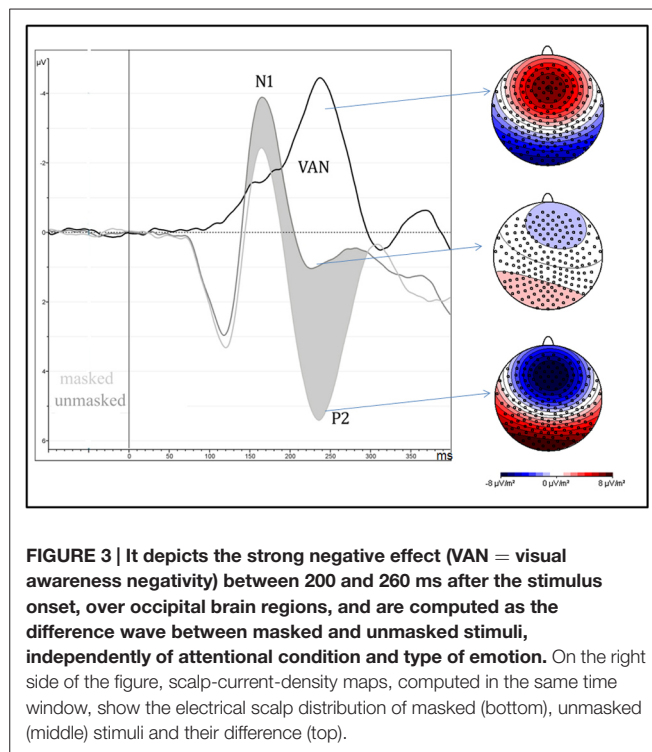 µV
-4
-2
0
2
4
6
N1
VAN
P2
masked
unmasked
0
50
100
150
200
250
300
350
ms
-8 µV/m³ 0 µV/m³ 8 µV/m³
FIGURE 3 | It depicts the strong negative effect (VAN = visual
awareness negativity) between 200 and 260 ms after the stimulus
onset, over occipital brain regions, and are computed as the
difference wave between masked and unmasked stimuli,
independently of attentional condition and type of emotion. On the right
side of the figure, scalp-current-density maps, computed in the same time
window, show the electrical scalp distribution of masked (bottom), unmasked
(middle) stimuli and their difference (top).